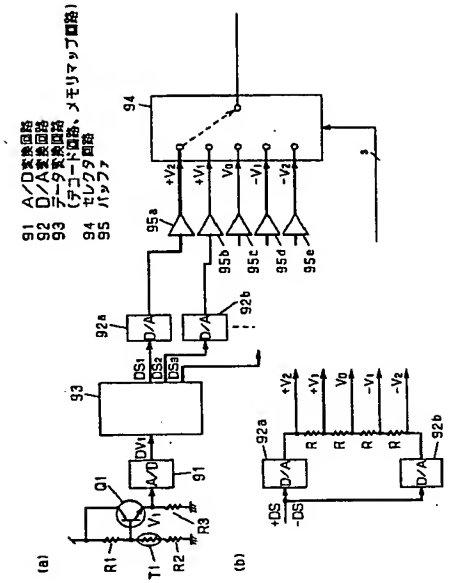 91 A/D変換回路
92 D/A変換回路
93 データ変換回路
(デコード回路、メモリマップ回路)
94 セレクタ回路
95 バッファ
(a)
R1
T1
R2
Q1
V1
R3
A/D
91
DV1
93
DS1
DS2
DS3
92a
D/A
D/A
92b
95a
95b
95c
95d
95e
+V2
+V1
V0
-V1
-V2
94
3
(b)
+DS
-DS
92a
D/A
D/A
92b
R
R
R
R
+V2
+V1
V0
-V1
-V2